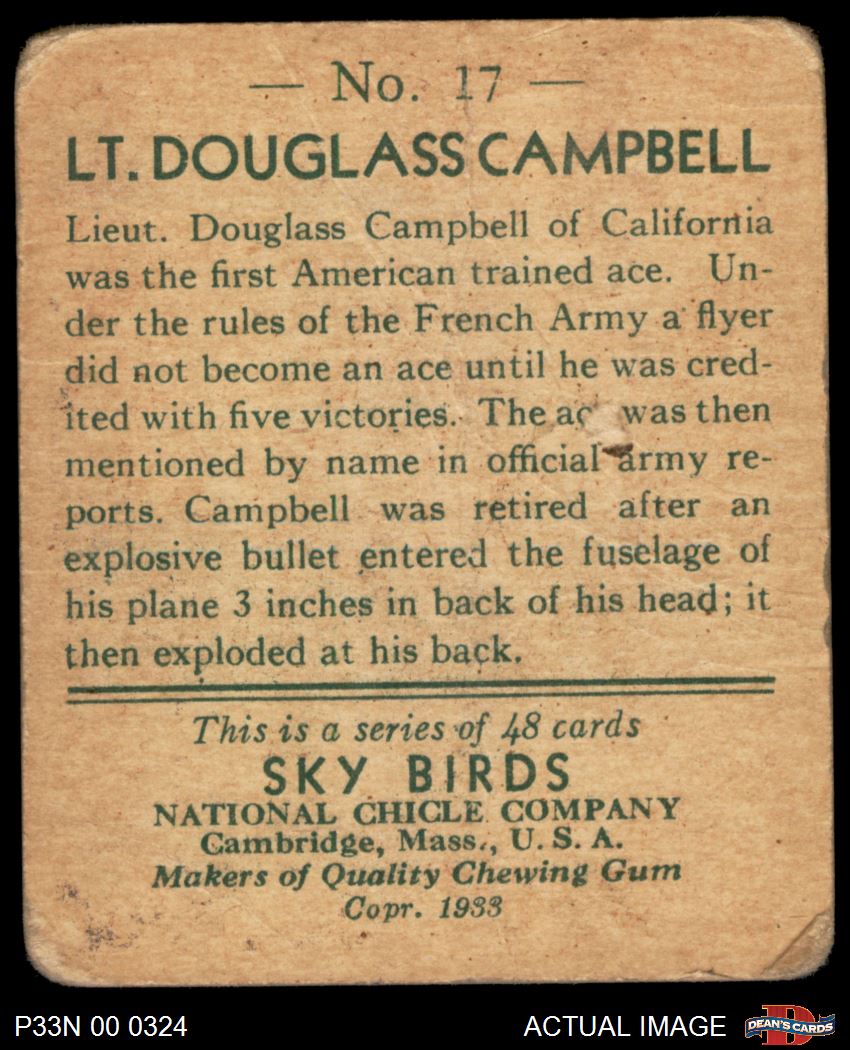 — No. 17 —
LT. DOUGLASS CAMPBELL
Lieut. Douglass Campbell of California
was the first American trained ace. Un-
der the rules of the French Army a flyer
did not become an ace until he was cred-
ited with five victories. The ac was then
mentioned by name in official army re-
ports. Campbell was retired after an
explosive bullet entered the fuselage of
his plane 3 inches in back of his head; it
then exploded at his back.
This is a series of 48 cards
SKY BIRDS
NATIONAL CHICLE COMPANY
Cambridge, Mass., U. S. A.
Makers of Quality Chewing Gum
Copr. 1933
P33N 00 0324
ACTUAL IMAGE
D
DEAN'S CARDS